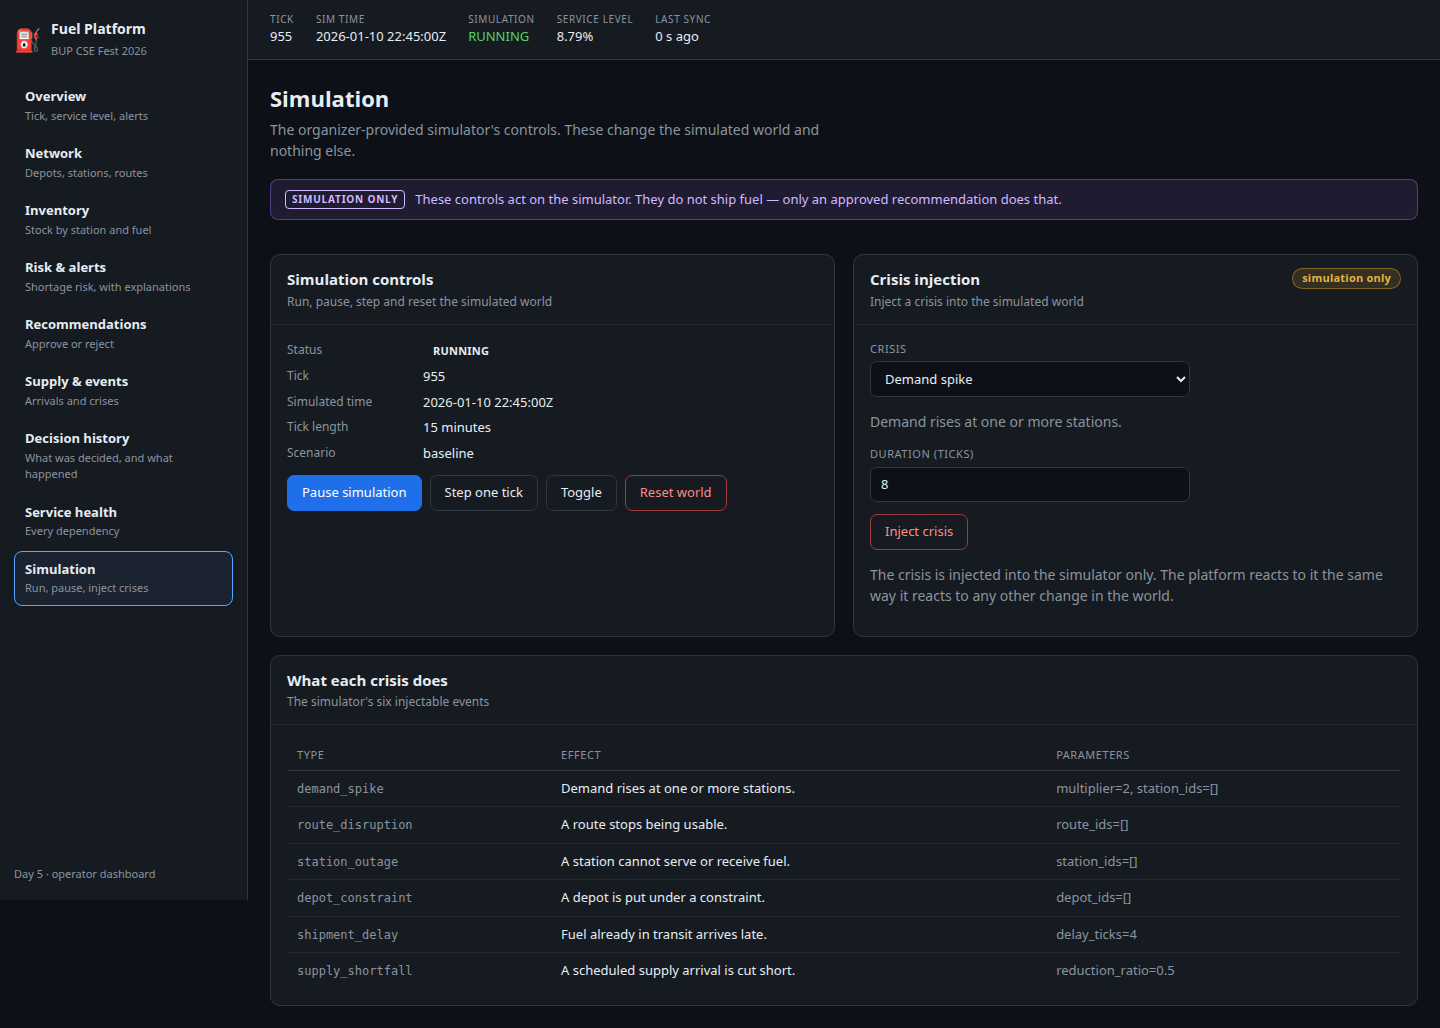 Fuel Platform
BUP CSE Fest 2026
Overview
Tick, service level, alerts
Network
Depots, stations, routes
Inventory
Stock by station and fuel
Risk & alerts
Shortage risk, with explanations
Recommendations
Approve or reject
Supply & events
Arrivals and crises
Decision history
What was decided, and what
happened
Service health
Every dependency
Simulation
Run, pause, inject crises
Day 5 · operator dashboard
TICK SIM TIME SIMULATION SERVICE LEVEL LAST SYNC
955 2026-01-10 22:45:00Z RUNNING 8.79% 0 s ago
Simulation
The organizer-provided simulator's controls. These change the simulated world and
nothing else.
SIMULATION ONLY These controls act on the simulator. They do not ship fuel — only an approved recommendation does that.
Simulation controls
Run, pause, step and reset the simulated world
Status RUNNING
Tick 955
Simulated time 2026-01-10 22:45:00Z
Tick length 15 minutes
Scenario baseline
Pause simulation Step one tick Toggle Reset world
Crisis injection simulation only
Inject a crisis into the simulated world
CRISIS
Demand spike
Demand rises at one or more stations.
DURATION (TICKS)
8
Inject crisis
The crisis is injected into the simulator only. The platform reacts to it the same
way it reacts to any other change in the world.
What each crisis does
The simulator's six injectable events
TYPE EFFECT PARAMETERS
demand_spike Demand rises at one or more stations. multiplier=2, station_ids=[]
route_disruption A route stops being usable. route_ids=[]
station_outage A station cannot serve or receive fuel. station_ids=[]
depot_constraint A depot is put under a constraint. depot_ids=[]
shipment_delay Fuel already in transit arrives late. delay_ticks=4
supply_shortfall A scheduled supply arrival is cut short. reduction_ratio=0.5